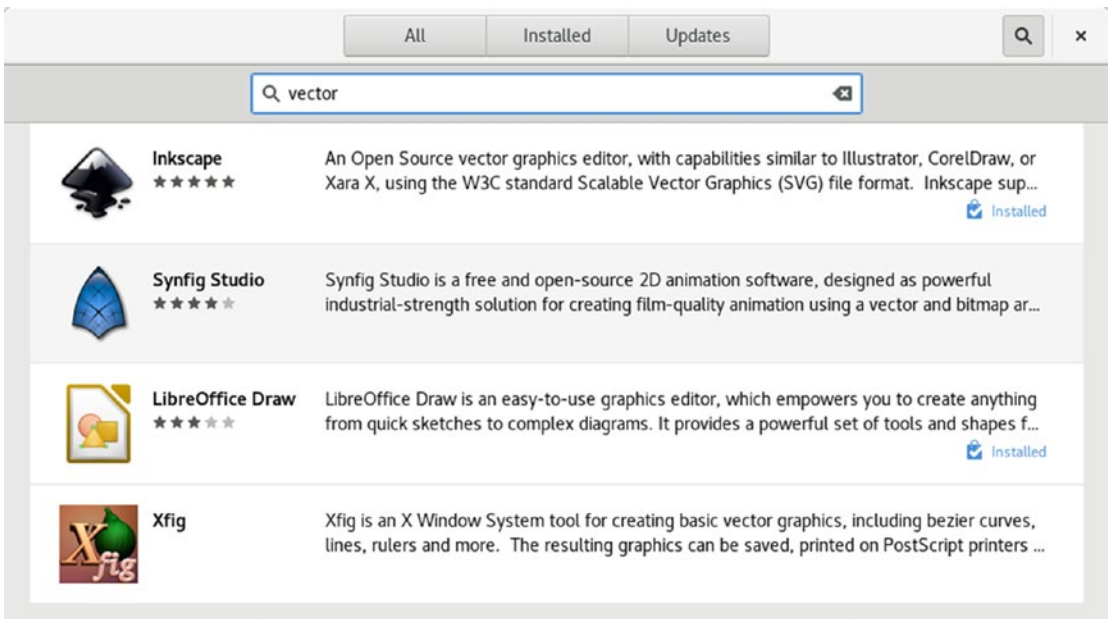 All
Installed
Updates
vector
Inkscape
An Open Source vector graphics editor, with capabilities similar to Illustrator, CorelDraw, or
Xara X, using the W3C standard Scalable Vector Graphics (SVG) file format.  Inkscape sup...
Installed
Synfig Studio
Synfig Studio is a free and open-source 2D animation software, designed as powerful
industrial-strength solution for creating film-quality animation using a vector and bitmap ar...
LibreOffice Draw
LibreOffice Draw is an easy-to-use graphics editor, which empowers you to create anything
from quick sketches to complex diagrams. It provides a powerful set of tools and shapes f...
Installed
X
fig
Xfig
Xfig is an X Window System tool for creating basic vector graphics, including bezier curves,
lines, rulers and more.  The resulting graphics can be saved, printed on PostScript printers ...